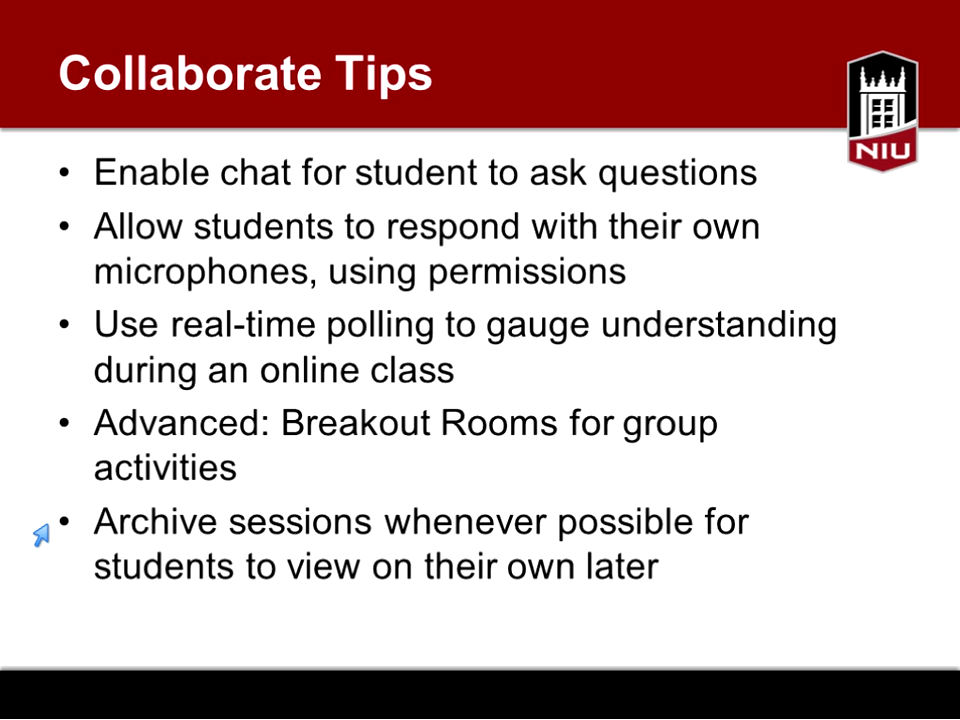 Collaborate Tips
NIU
• Enable chat for student to ask questions
• Allow students to respond with their own
microphones, using permissions
• Use real-time polling to gauge understanding
during an online class
• Advanced: Breakout Rooms for group
activities
• Archive sessions whenever possible for
students to view on their own later